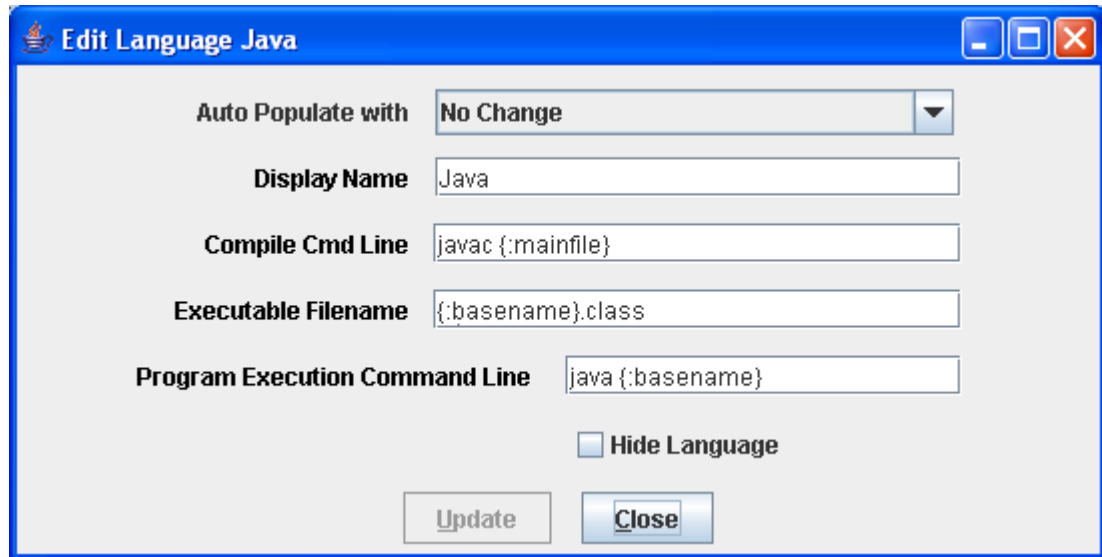 Edit Language Java
Auto Populate with No Change
Display Name Java
Compile Cmd Line javac {:mainfile}
Executable Filename {:basename}.class
Program Execution Command Line java {:basename}
Hide Language
Update Close